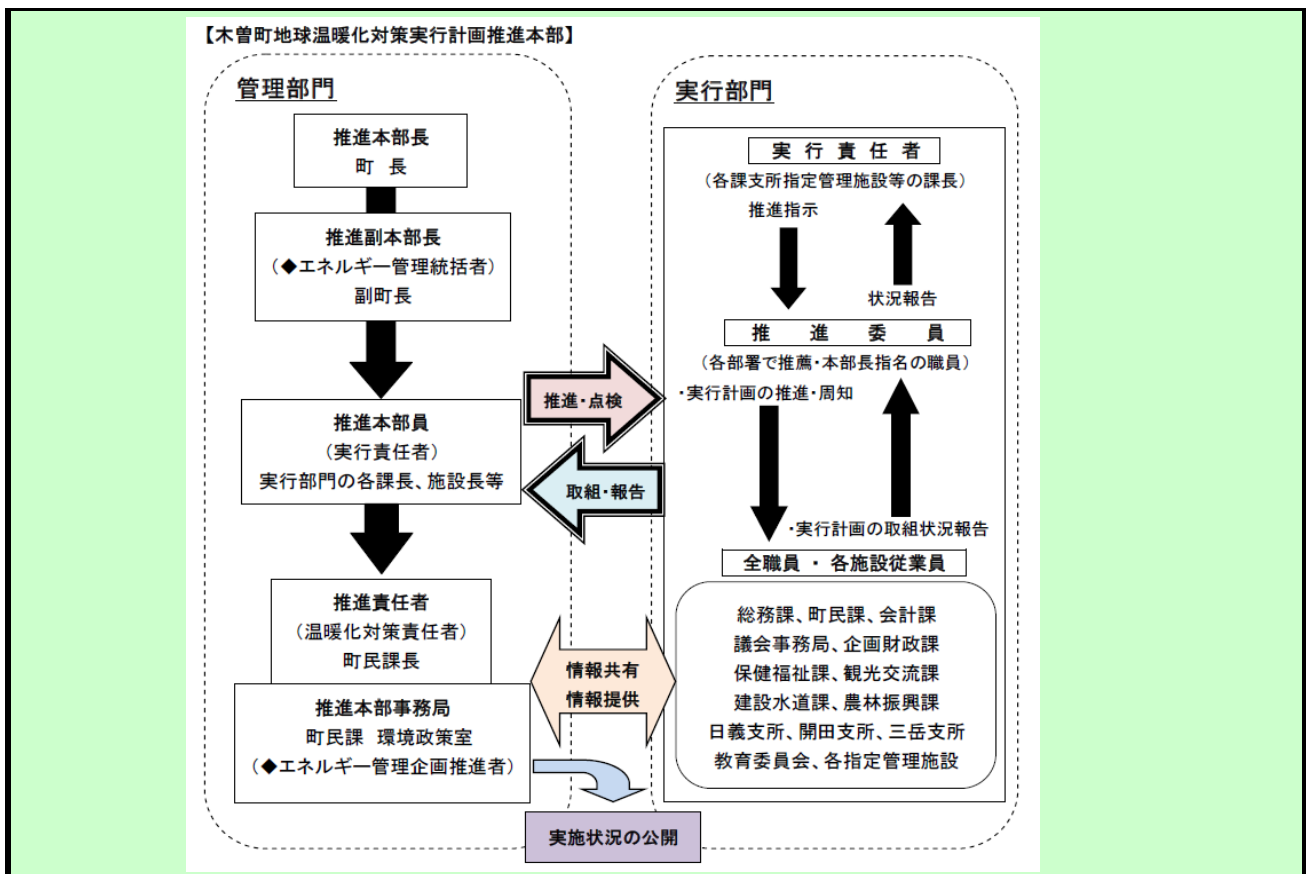 【木曽町地球温暖化対策実行計画推進本部】
管理部門
推進本部長
町 長
推進副本部長
(◆エネルギー管理統括者)
副町長
推進本部員
(実行責任者)
実行部門の各課長、施設長等
推進責任者
(温暖化対策責任者)
町民課長
推進本部事務局
町民課 環境政策室
(◆エネルギー管理企画推進者)
推進・点検
取組・報告
情報共有
情報提供
実施状況の公開
実行部門
実 行 責 任 者
(各課支所指定管理施設等の課長)
推進指示
状況報告
推 進 委 員
(各部署で推薦・本部長指名の職員)
・実行計画の推進・周知
・実行計画の取組状況報告
全職員 ・ 各施設従業員
総務課、町民課、会計課
議会事務局、企画財政課
保健福祉課、観光交流課
建設水道課、農林振興課
日義支所、開田支所、三岳支所
教育委員会、各指定管理施設